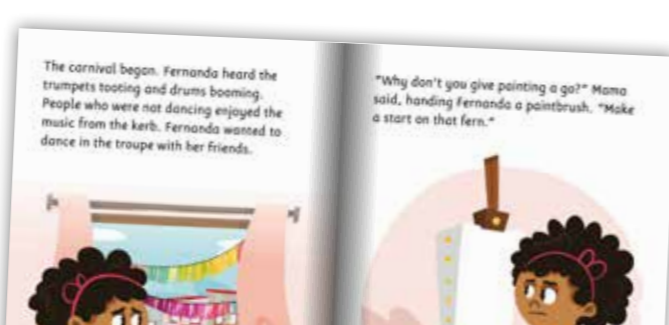 The carnival began. Fernanda heard the
trumpets tooting and drums booming.
People who were not dancing enjoyed the
music from the kerb. Fernanda wanted to
dance in the troupe with her friends.
"Why don't you give painting a go?" Mama
said, handing Fernanda a paintbrush. "Make
a start on that fern."